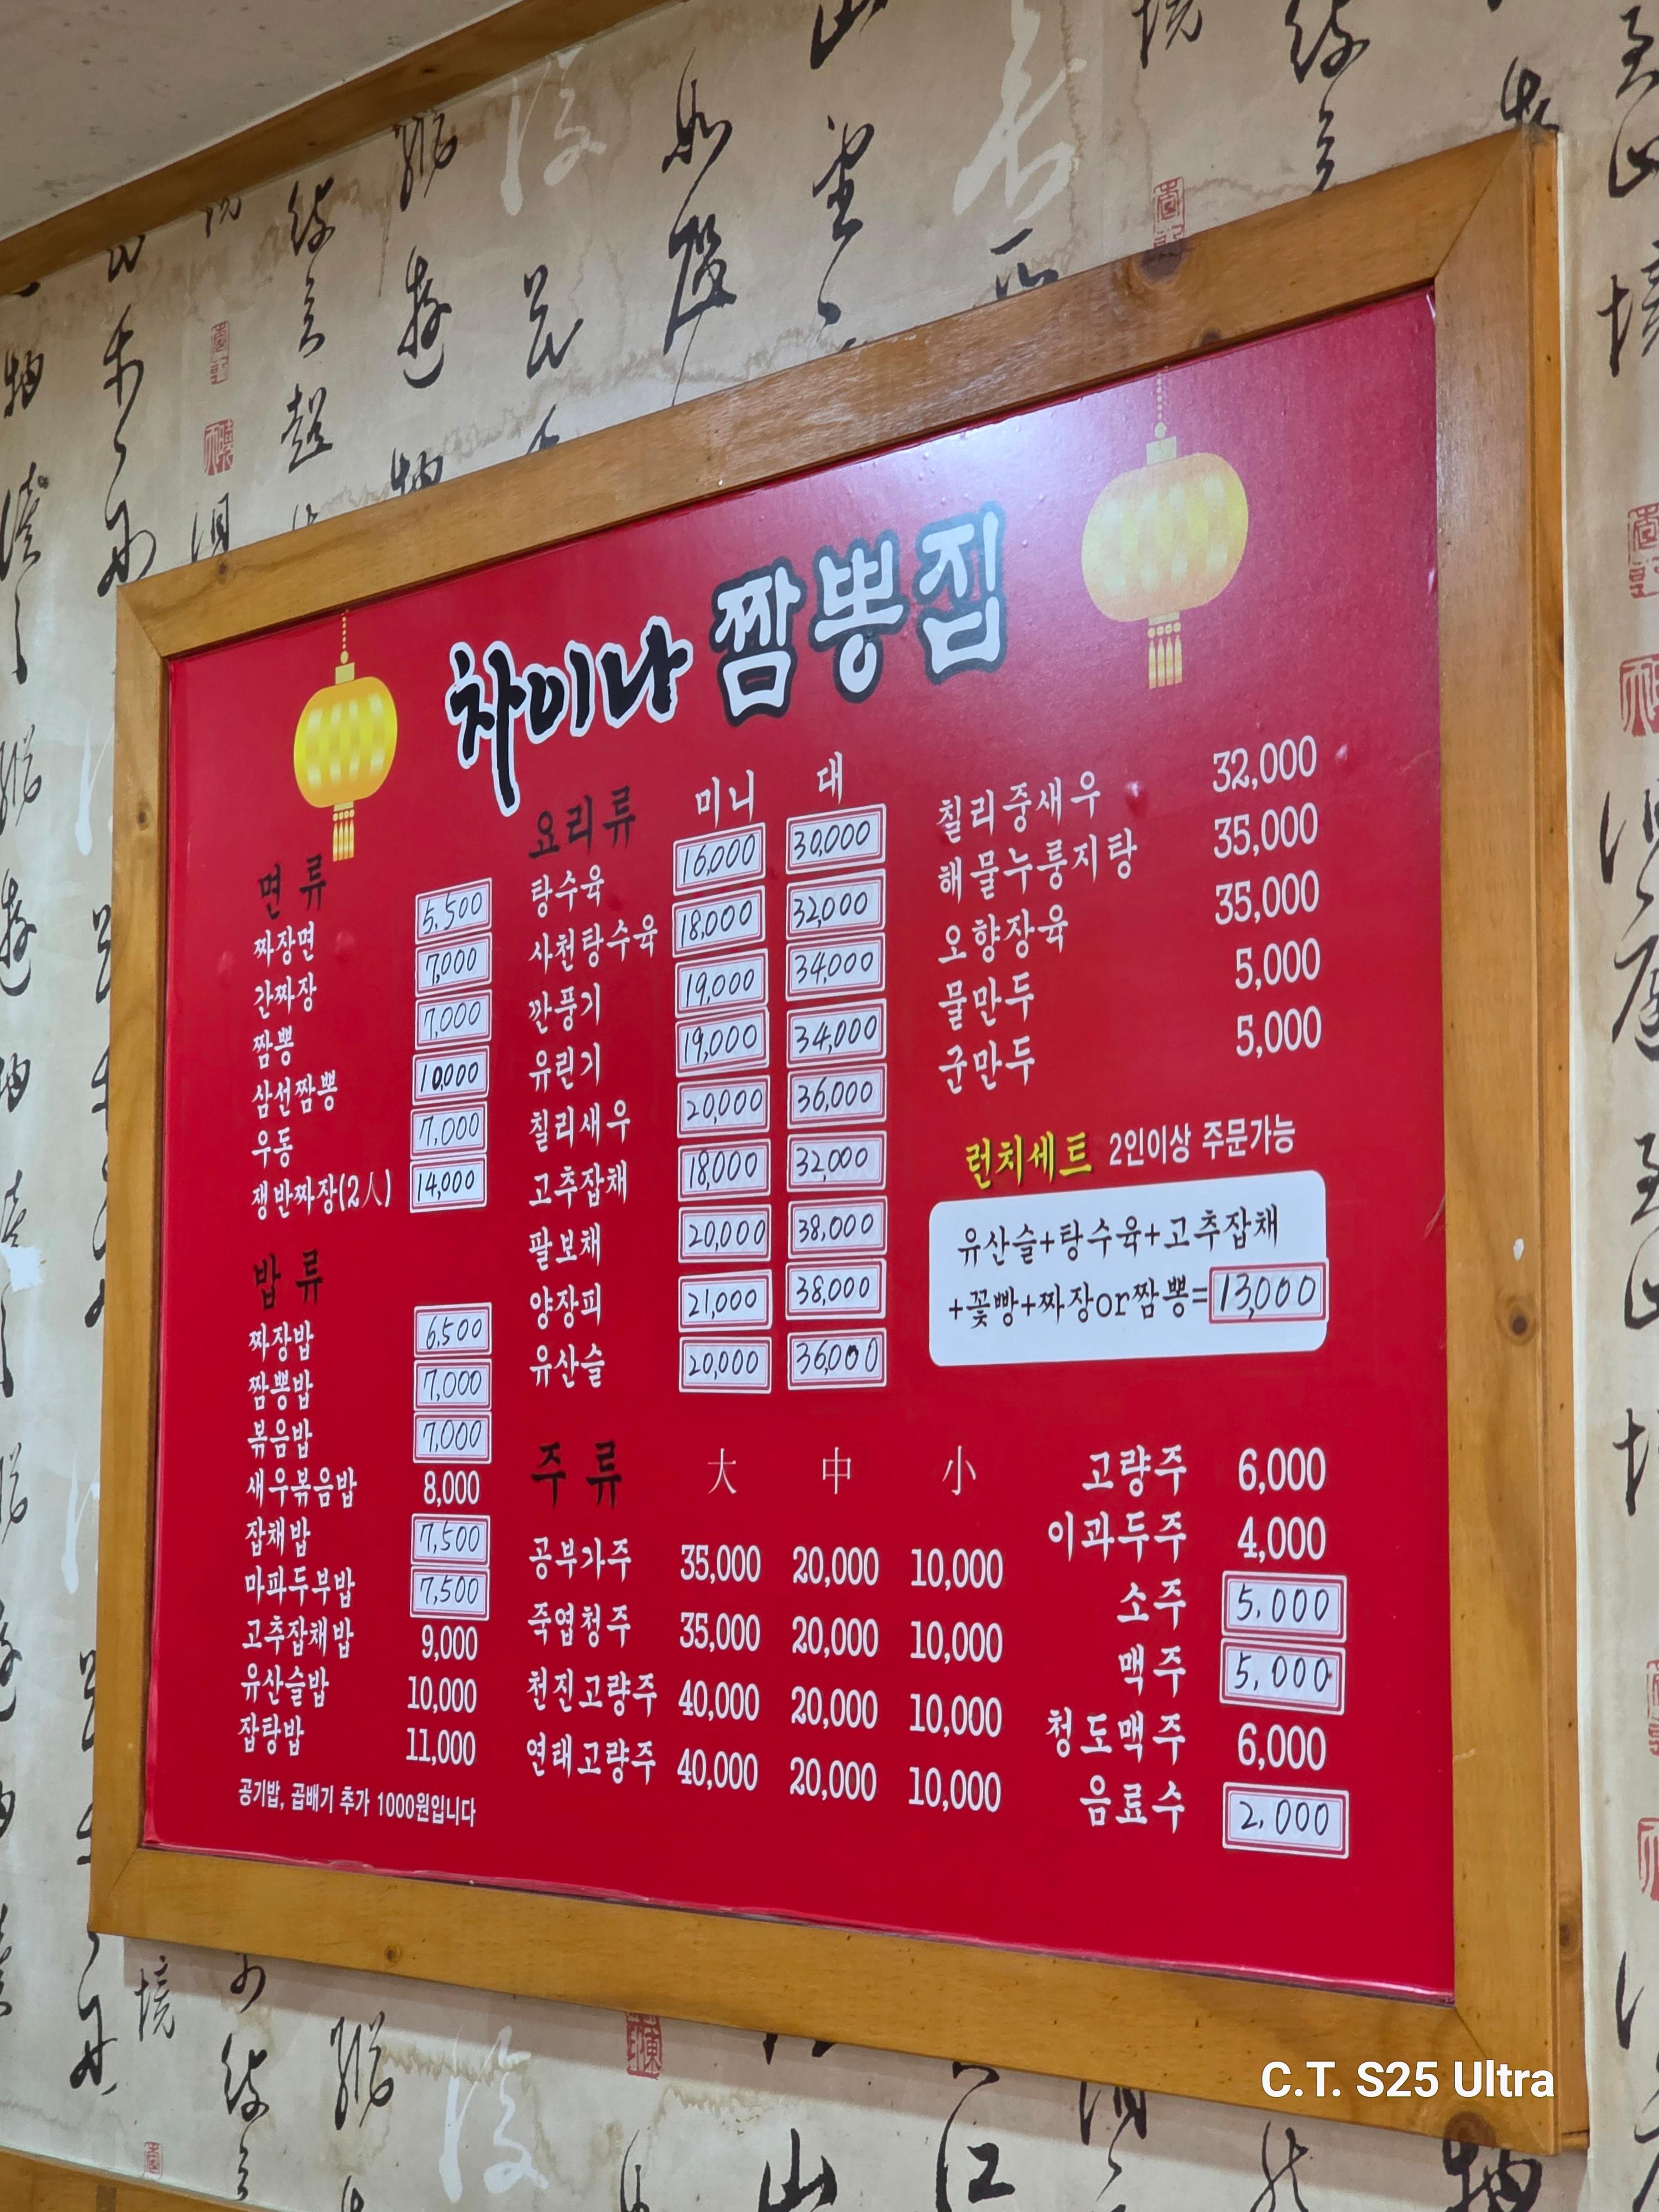 차이나 짬뽕집
면 류
짜장면 5,500
간짜장 7,000
짬뽕 7,000
삼선짬뽕 10,000
우동 7,000
쟁반짜장(2人) 14,000
밥 류
짜장밥 6,500
짬뽕밥 7,000
볶음밥 7,000
새우볶음밥 8,000
잡채밥 7,500
마파두부밥 7,500
고추잡채밥 9,000
유산슬밥 10,000
잡탕밥 11,000
공기밥, 곱배기 추가 1000원입니다
요리류 미니 대
탕수육 16,000 30,000
사천탕수육 18,000 32,000
깐풍기 19,000 34,000
유린기 19,000 34,000
칠리새우 20,000 36,000
고추잡채 18,000 32,000
팔보채 20,000 38,000
양장피 21,000 38,000
유산슬 20,000 36,000
칠리중새우 32,000
해물누룽지탕 35,000
오향장육 35,000
물만두 5,000
군만두 5,000
런치세트 2인이상 주문가능
유산슬+탕수육+고추잡채
+꽃빵+짜장or짬뽕=13,000
주 류 大 中 小
공부가주 35,000 20,000 10,000
죽엽청주 35,000 20,000 10,000
천진고량주 40,000 20,000 10,000
연태고량주 40,000 20,000 10,000
고량주 6,000
이과두주 4,000
소주 5,000
맥주 5,000
청도맥주 6,000
음료수 2,000
C.T. S25 Ultra